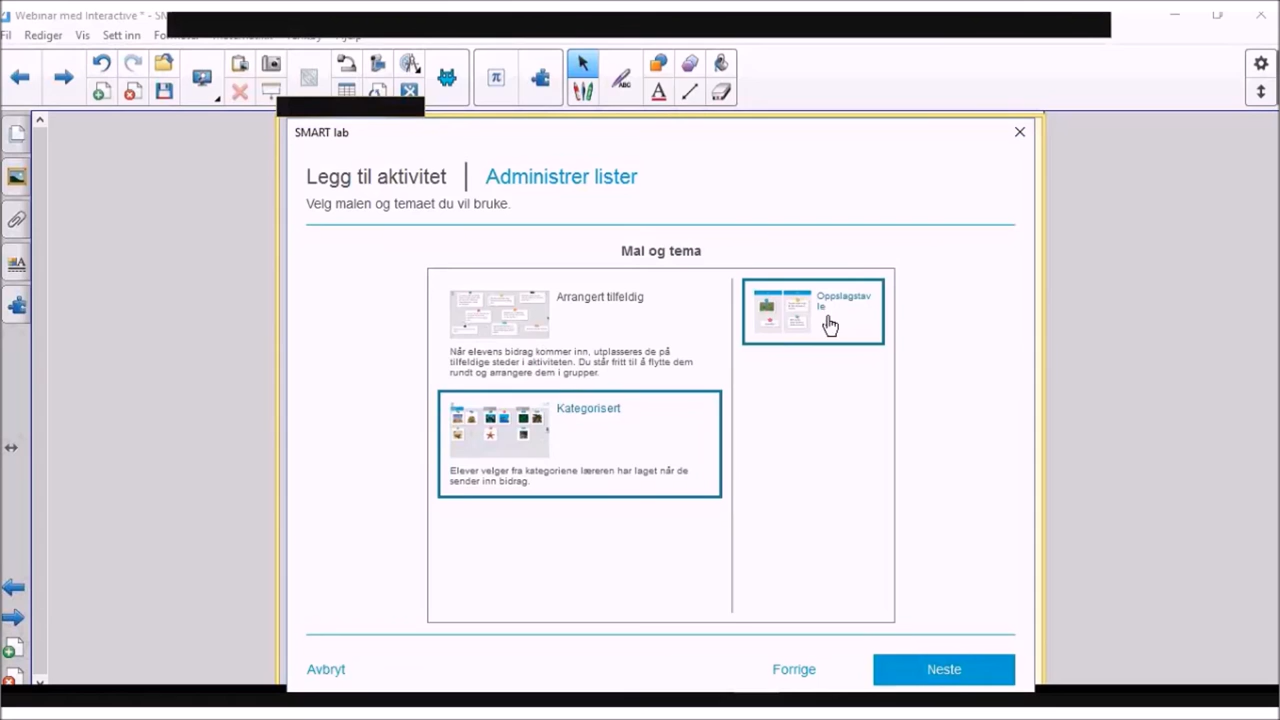 Webinar med Interactive * - SM
Fil Rediger Vis Sett inn
SMART lab
Legg til aktivitet | Administrer lister
Velg malen og temaet du vil bruke.
Mal og tema
Arrangert tilfeldig
Når elevens bidrag kommer inn, utplasseres de på
tilfeldige steder i aktiviteten. Du står fritt til å flytte dem
rundt og arrangere dem i grupper.
Kategorisert
Elever velger fra kategoriene læreren har laget når de
sender inn bidrag.
Oppslagstav
le
Avbryt
Forrige
Neste